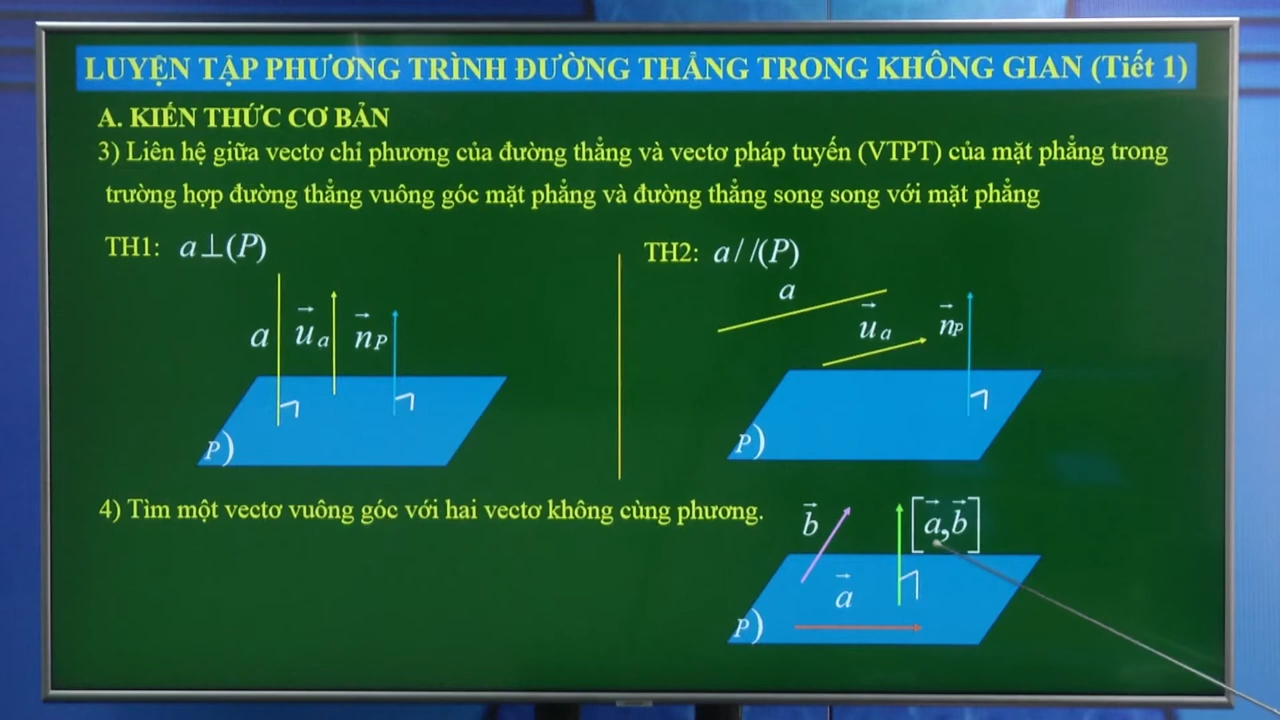 LUYỆN TẬP PHƯƠNG TRÌNH ĐƯỜNG THẲNG TRONG KHÔNG GIAN (Tiết 1)
A. KIẾN THỨC CƠ BẢN
3) Liên hệ giữa vectơ chỉ phương của đường thẳng và vectơ pháp tuyến (VTPT) của mặt phẳng trong
trường hợp đường thẳng vuông góc mặt phẳng và đường thẳng song song với mặt phẳng
TH1: a⊥(P)
a
u⃗a
n⃗P
P)
TH2: a//(P)
a
u⃗a
n⃗P
P)
4) Tìm một vectơ vuông góc với hai vectơ không cùng phương.
b⃗
[a⃗,b⃗]
a⃗
P)